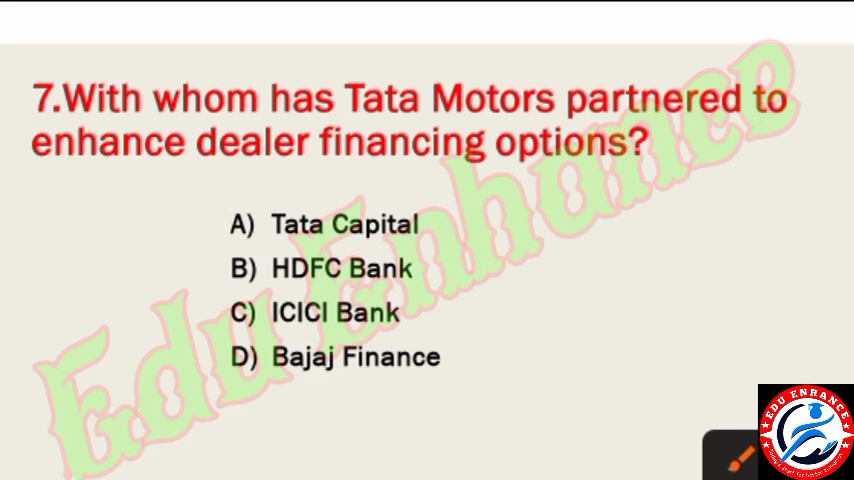 7.With whom has Tata Motors partnered to
enhance dealer financing options?
A) Tata Capital
B) HDFC Bank
C) ICICI Bank
D) Bajaj Finance
Edu Enhance
EDU ENHANCE